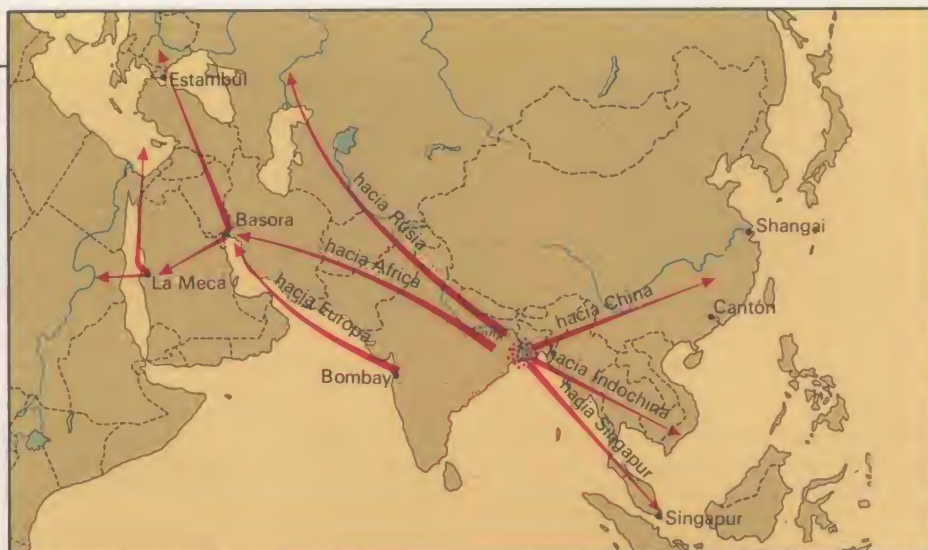 Estambul
Basora
La Meca
Bombay
hacia Rusia
hacia África
hacia Europa
hacia China
hacia Indochina
hacia Singapur
Shangai
Cantón
Singapur